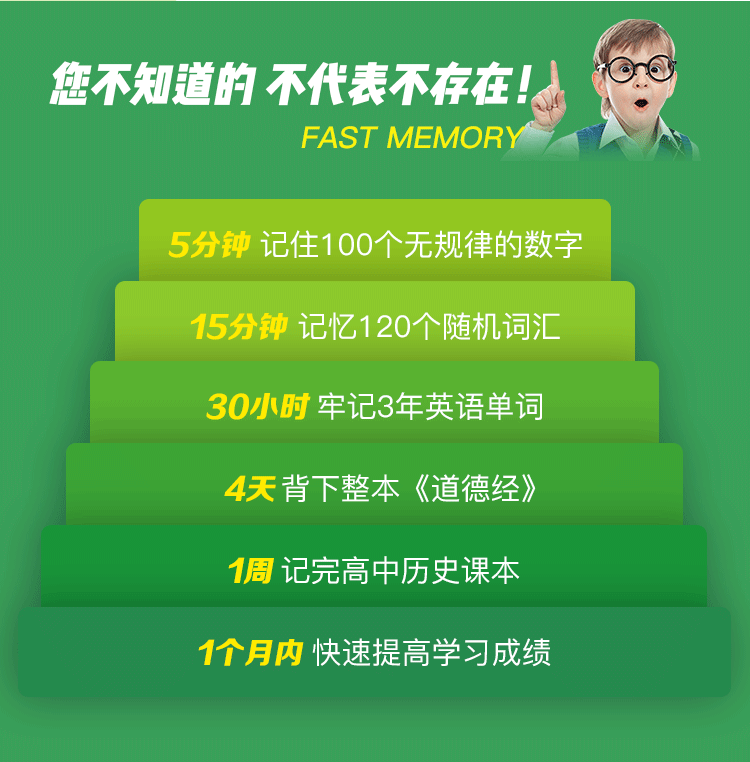 您不知道的 不代表不存在！
FAST MEMORY
5分钟 记住100个无规律的数字
15分钟 记忆120个随机词汇
30小时 牢记3年英语单词
4天 背下整本《道德经》
1周 记完高中历史课本
1个月内 快速提高学习成绩